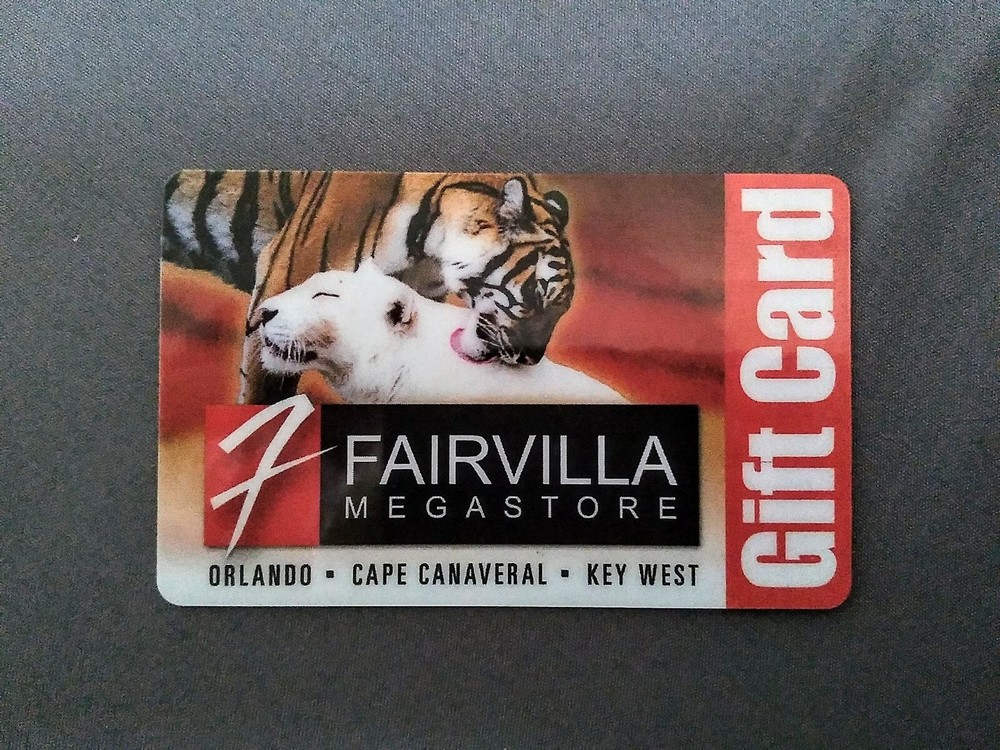 F
FAIRVILLA
MEGASTORE
ORLANDO ▪ CAPE CANAVERAL ▪ KEY WEST
Gift Card